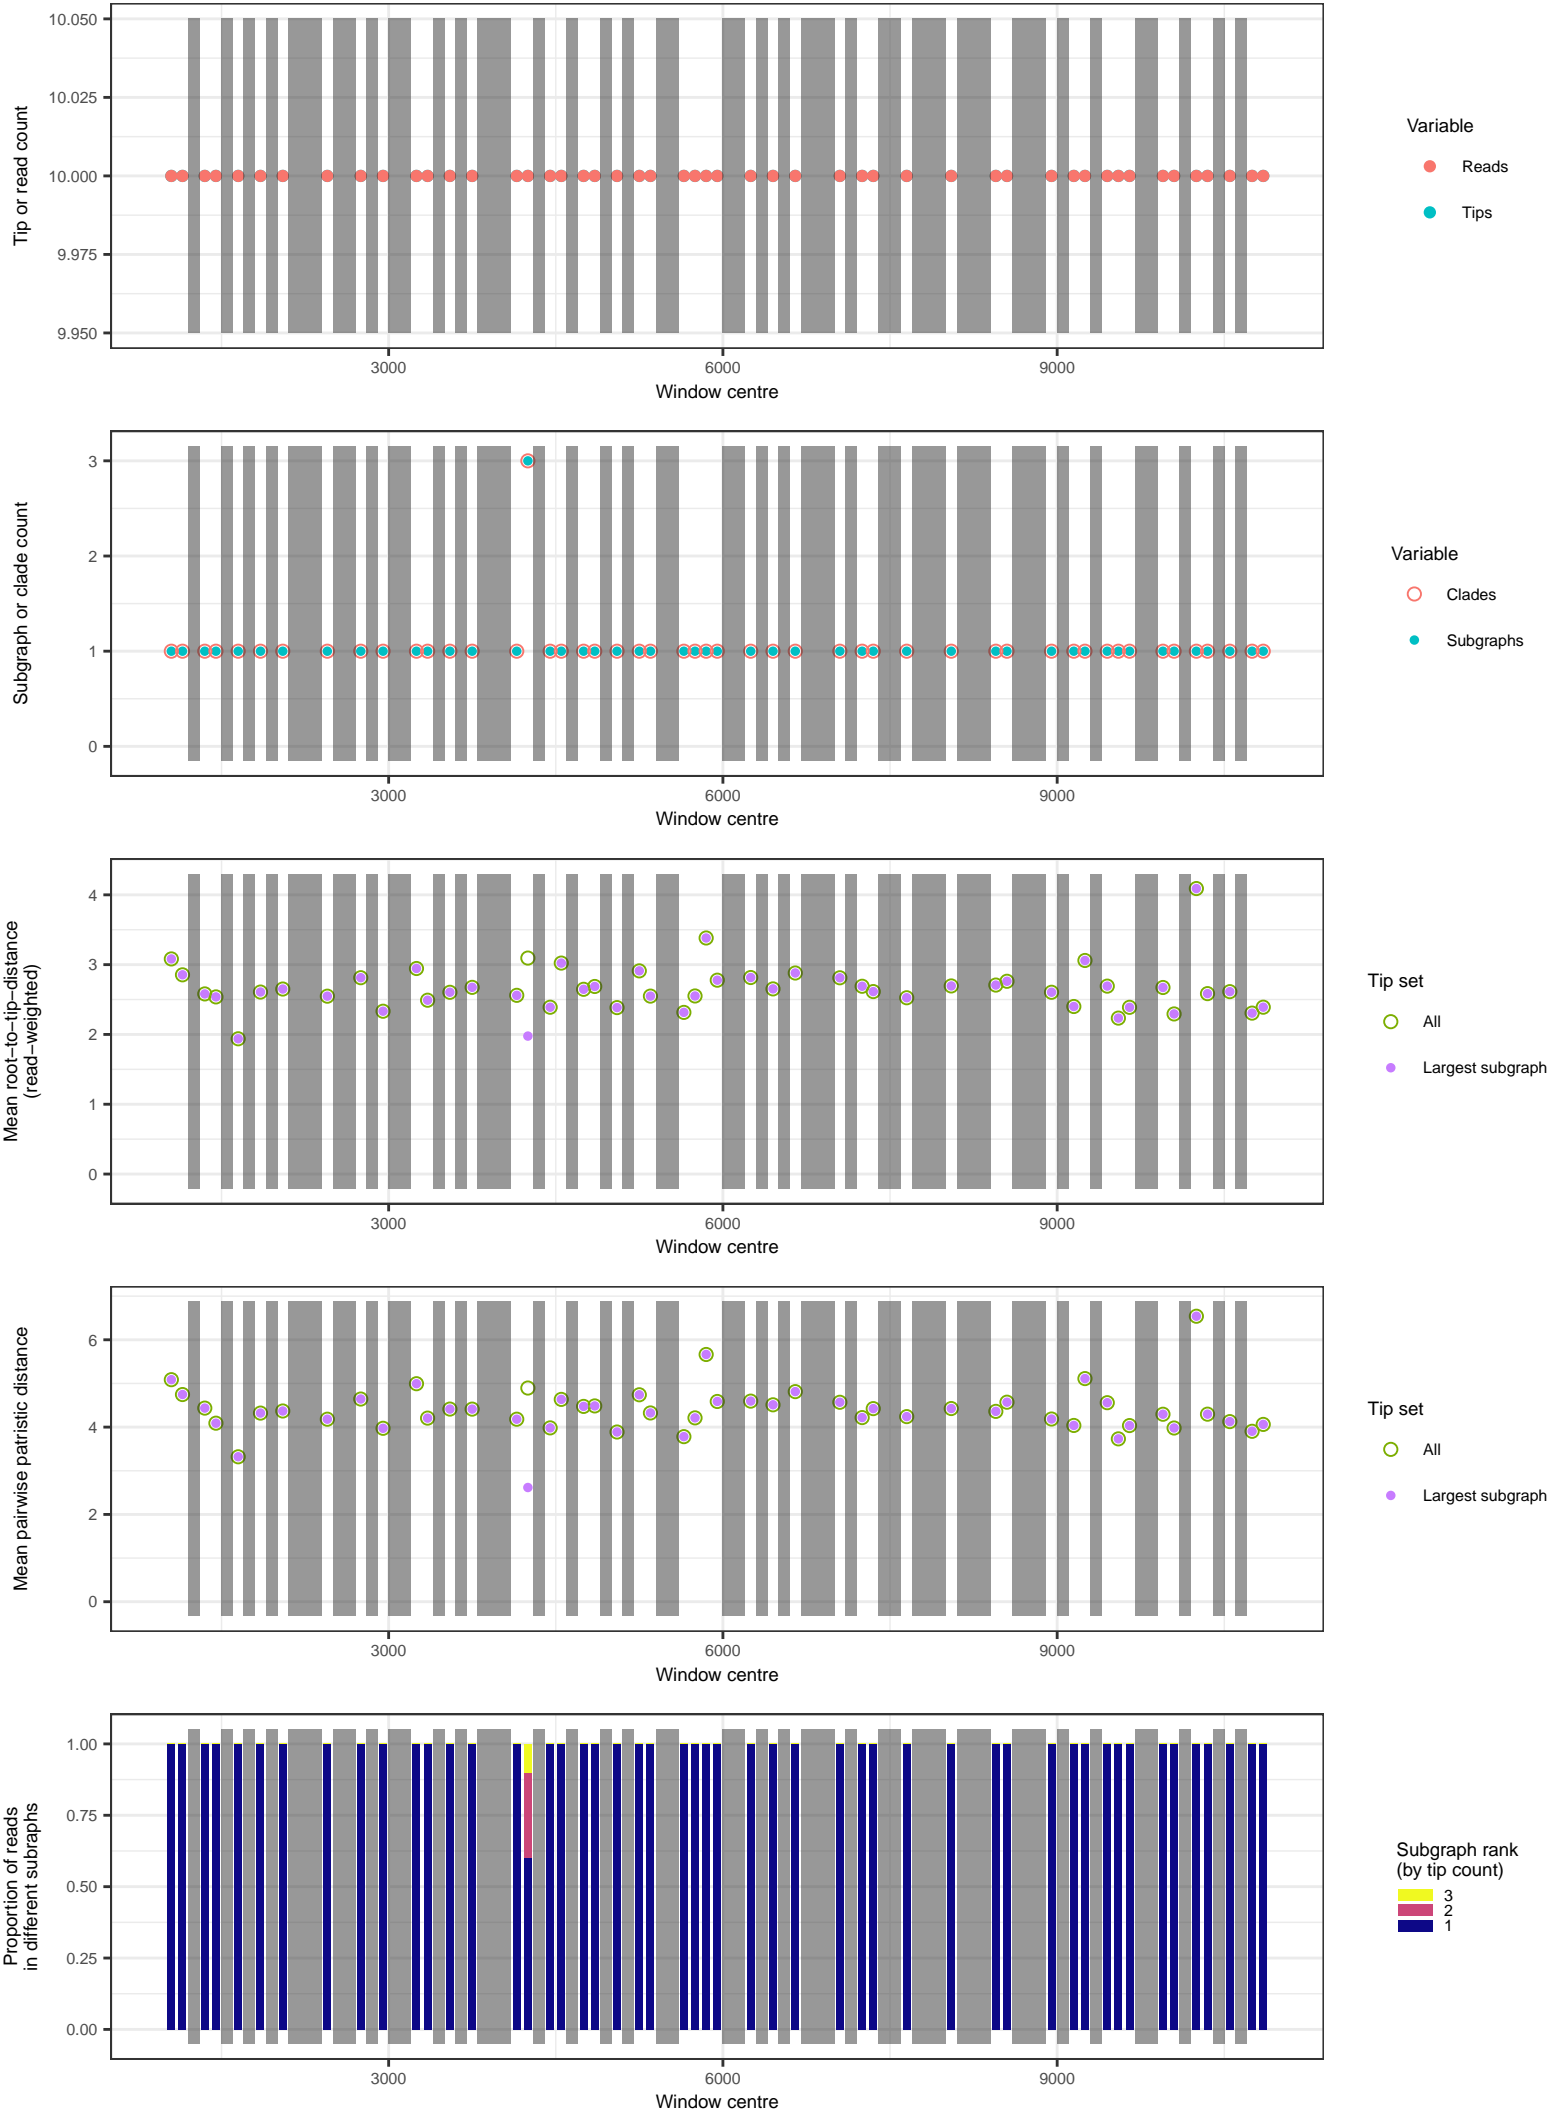 10.050
10.025
10.000
9.975
9.950
Tip or read count
3000
6000
9000
Window centre
Variable
Reads
Tips
3
2
1
0
Subgraph or clade count
3000
6000
9000
Window centre
Variable
Clades
Subgraphs
4
3
2
1
0
Mean root−to−tip−distance
(read−weighted)
3000
6000
9000
Window centre
Tip set
All
Largest subgraph
6
4
2
0
Mean pairwise patristic distance
3000
6000
9000
Window centre
Tip set
All
Largest subgraph
1.00
0.75
0.50
0.25
0.00
Proportion of reads
in different subraphs
3000
6000
9000
Window centre
Subgraph rank
(by tip count)
3
2
1